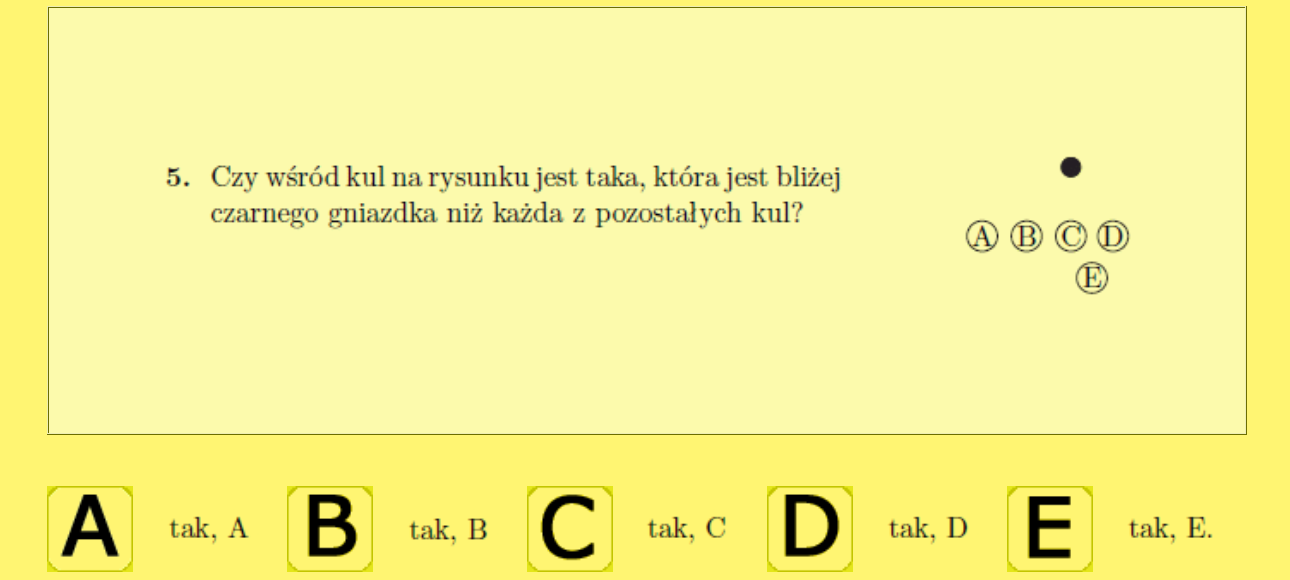 5. Czy wśród kul na rysunku jest taka, która jest bliżej
czarnego gniazdka niż każda z pozostałych kul?
A B C D
E
A tak, A B tak, B C tak, C D tak, D E tak, E.